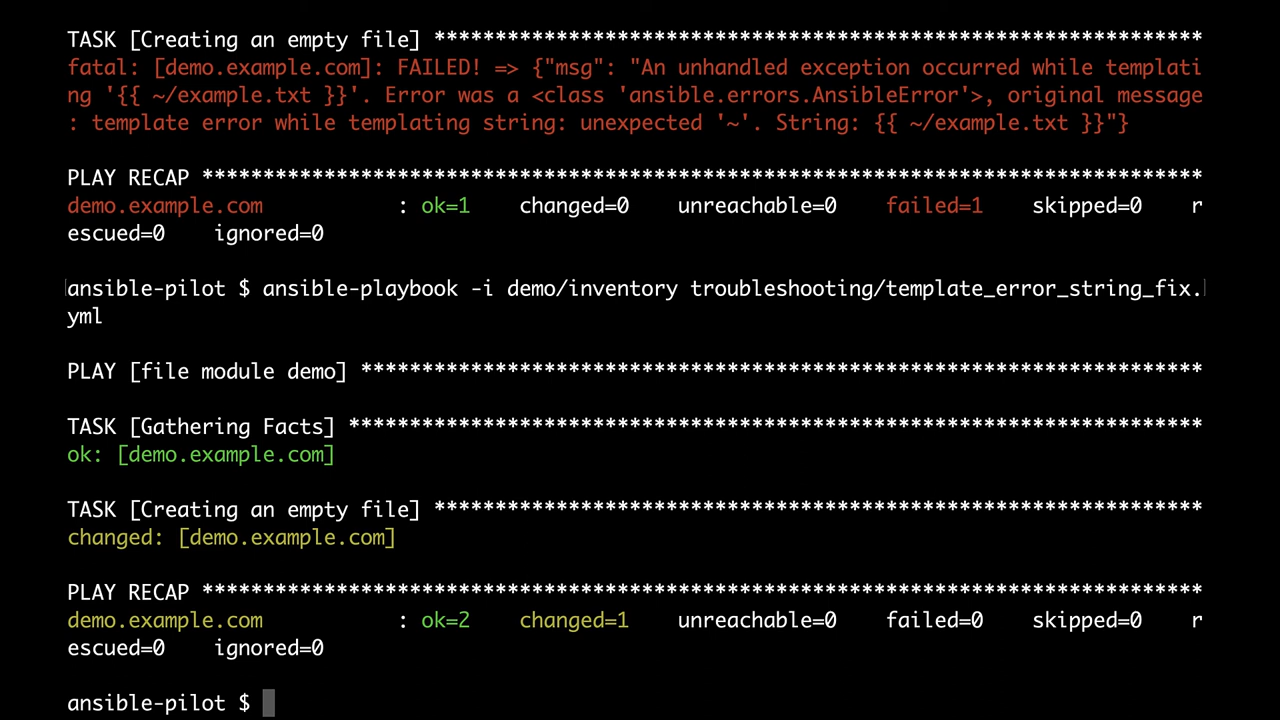 TASK [Creating an empty file] ***************************************************************
fatal: [demo.example.com]: FAILED! => {"msg": "An unhandled exception occurred while templati
ng '{{ ~/example.txt }}'. Error was a <class 'ansible.errors.AnsibleError'>, original message
: template error while templating string: unexpected '~'. String: {{ ~/example.txt }}"}
PLAY RECAP **********************************************************************************
demo.example.com           : ok=1    changed=0    unreachable=0    failed=1    skipped=0    r
escued=0    ignored=0
ansible-pilot $ ansible-playbook -i demo/inventory troubleshooting/template_error_string_fix.
yml
PLAY [file module demo] *********************************************************************
TASK [Gathering Facts] **********************************************************************
ok: [demo.example.com]
TASK [Creating an empty file] ***************************************************************
changed: [demo.example.com]
PLAY RECAP **********************************************************************************
demo.example.com           : ok=2    changed=1    unreachable=0    failed=0    skipped=0    r
escued=0    ignored=0
ansible-pilot $